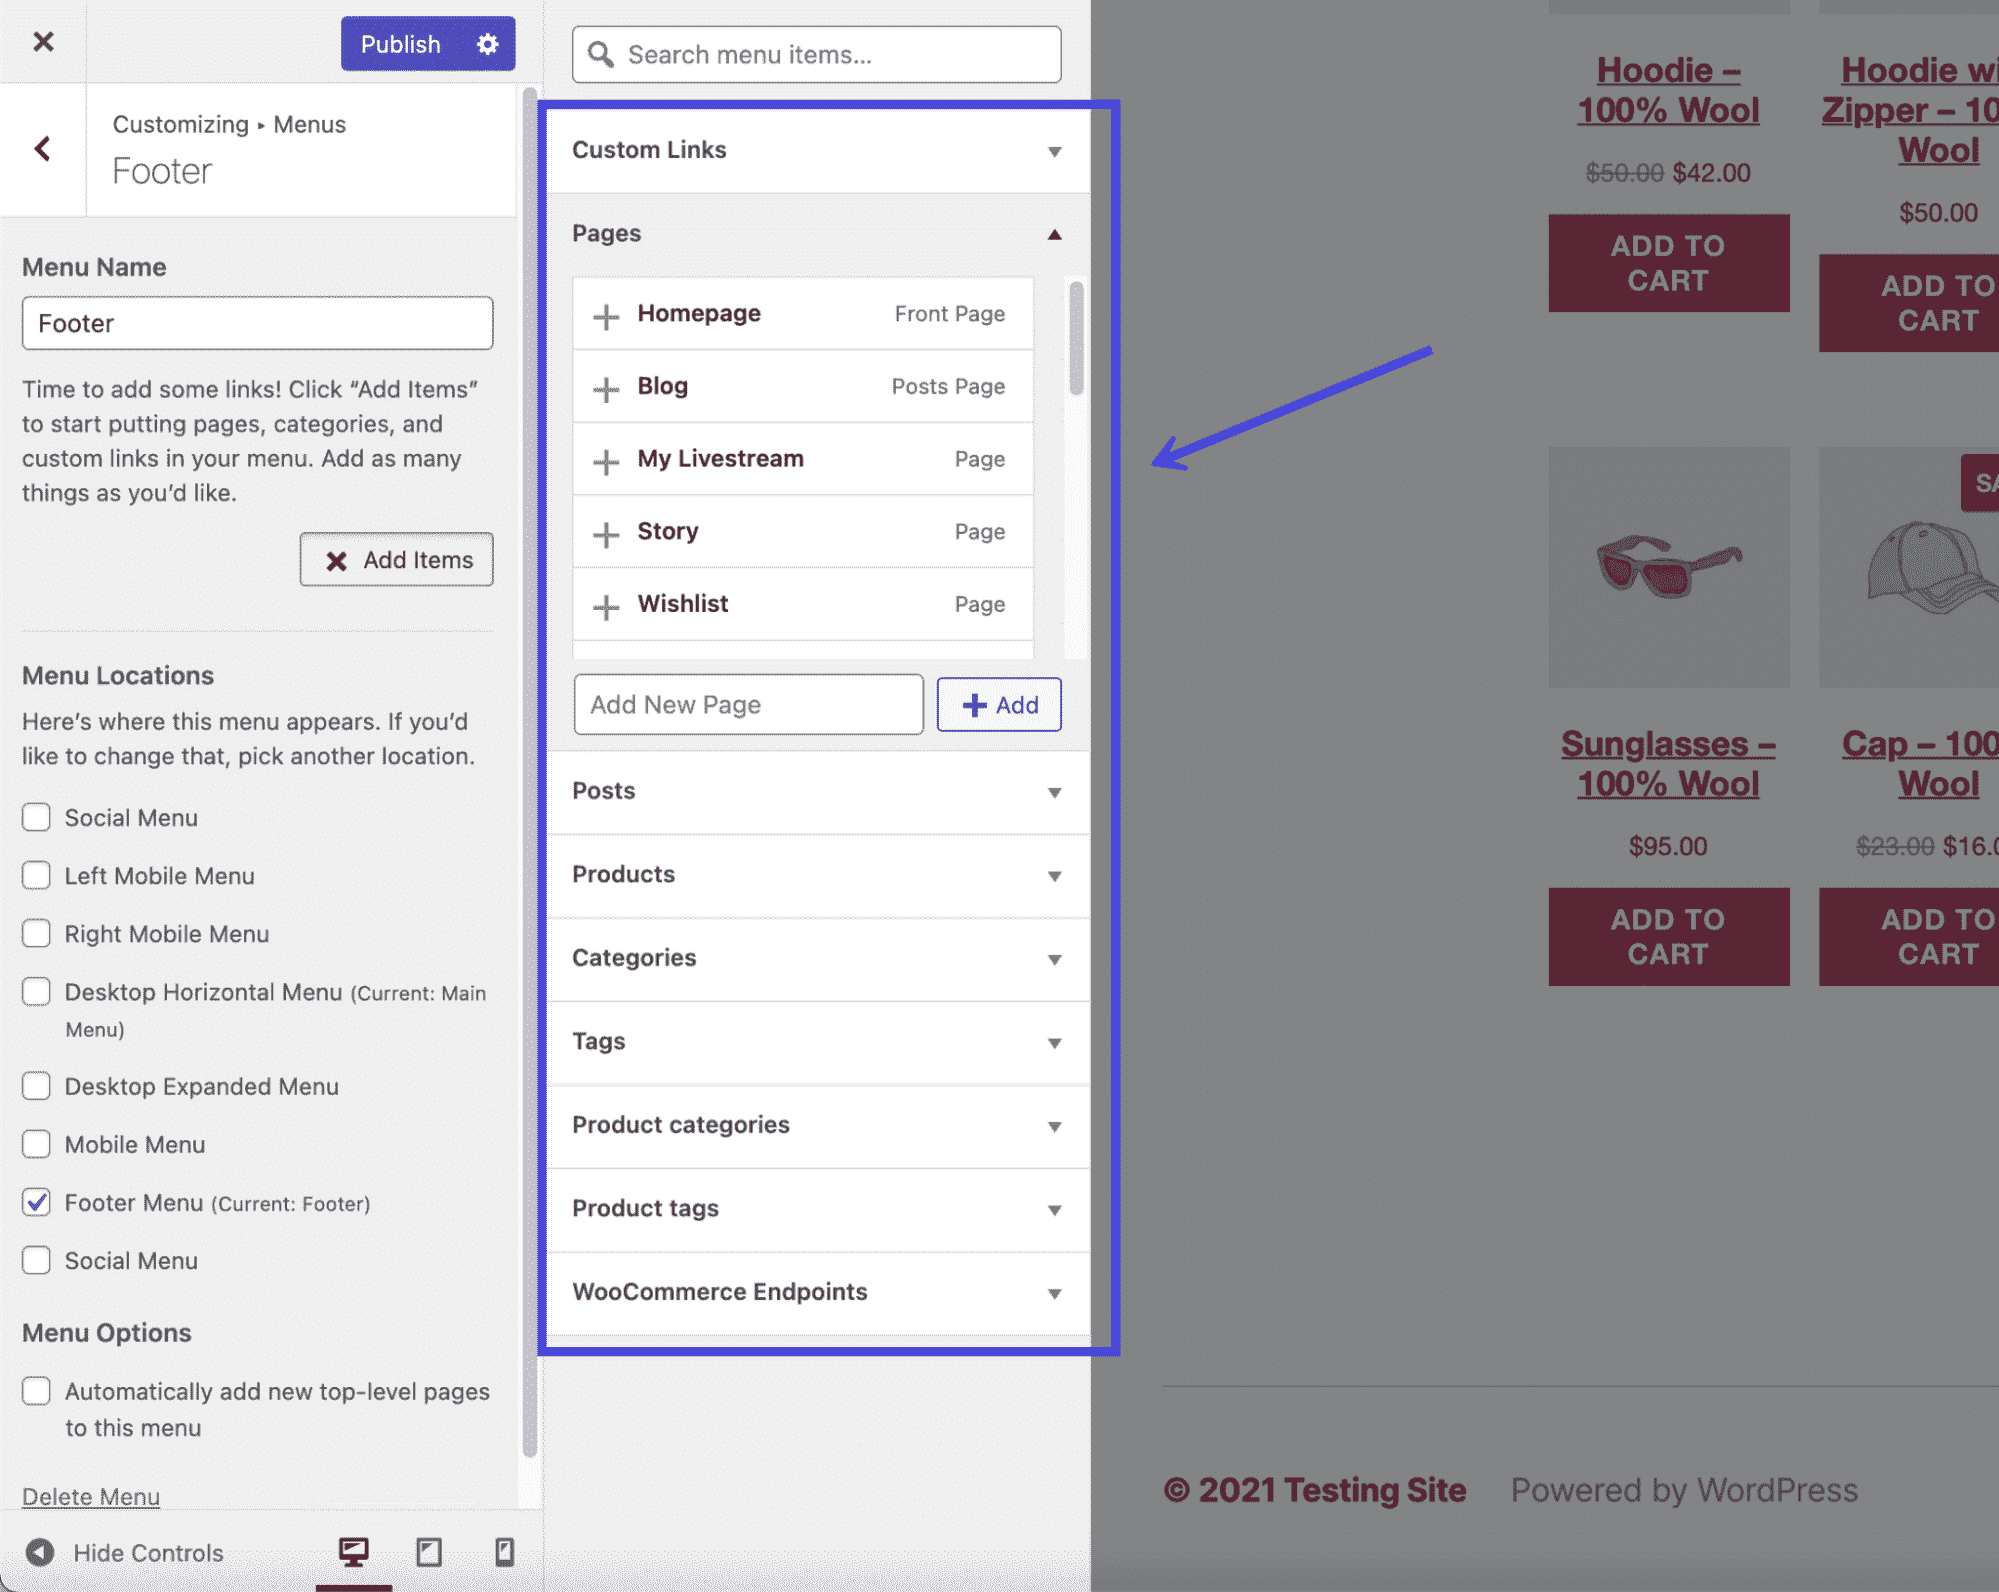 Publish
Customizing ▸ Menus
Footer
Menu Name
Footer
Time to add some links! Click “Add Items”
to start putting pages, categories, and
custom links in your menu. Add as many
things as you’d like.
Add Items
Menu Locations
Here’s where this menu appears. If you’d
like to change that, pick another location.
Social Menu
Left Mobile Menu
Right Mobile Menu
Desktop Horizontal Menu (Current: Main
Menu)
Desktop Expanded Menu
Mobile Menu
Footer Menu (Current: Footer)
Social Menu
Menu Options
Automatically add new top-level pages
to this menu
Delete Menu
Hide Controls
Search menu items...
Custom Links
Pages
Homepage Front Page
Blog Posts Page
My Livestream Page
Story Page
Wishlist Page
Add New Page
Add
Posts
Products
Categories
Tags
Product categories
Product tags
WooCommerce Endpoints
Hoodie –
100% Wool
$50.00 $42.00
ADD TO
CART
Hoodie wi
Zipper – 10
Wool
$50.00
ADD TO
CART
SA
Sunglasses –
100% Wool
$95.00
ADD TO
CART
Cap – 100
Wool
$23.00 $16.0
ADD TO
CART
© 2021 Testing Site Powered by WordPress